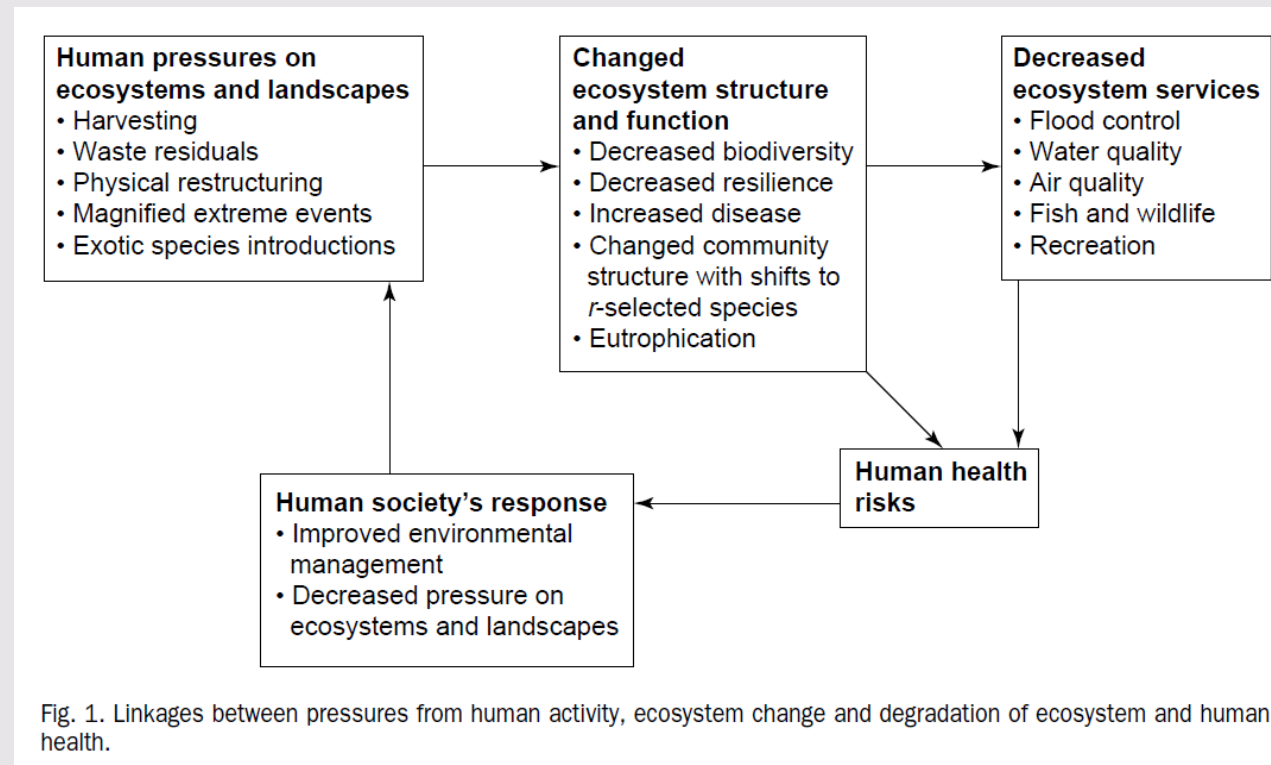 Human pressures on
ecosystems and landscapes
• Harvesting
• Waste residuals
• Physical restructuring
• Magnified extreme events
• Exotic species introductions
Changed
ecosystem structure
and function
• Decreased biodiversity
• Decreased resilience
• Increased disease
• Changed community
structure with shifts to
r-selected species
• Eutrophication
Decreased
ecosystem services
• Flood control
• Water quality
• Air quality
• Fish and wildlife
• Recreation
Human health
risks
Human society’s response
• Improved environmental
management
• Decreased pressure on
ecosystems and landscapes
Fig. 1. Linkages between pressures from human activity, ecosystem change and degradation of ecosystem and human
health.